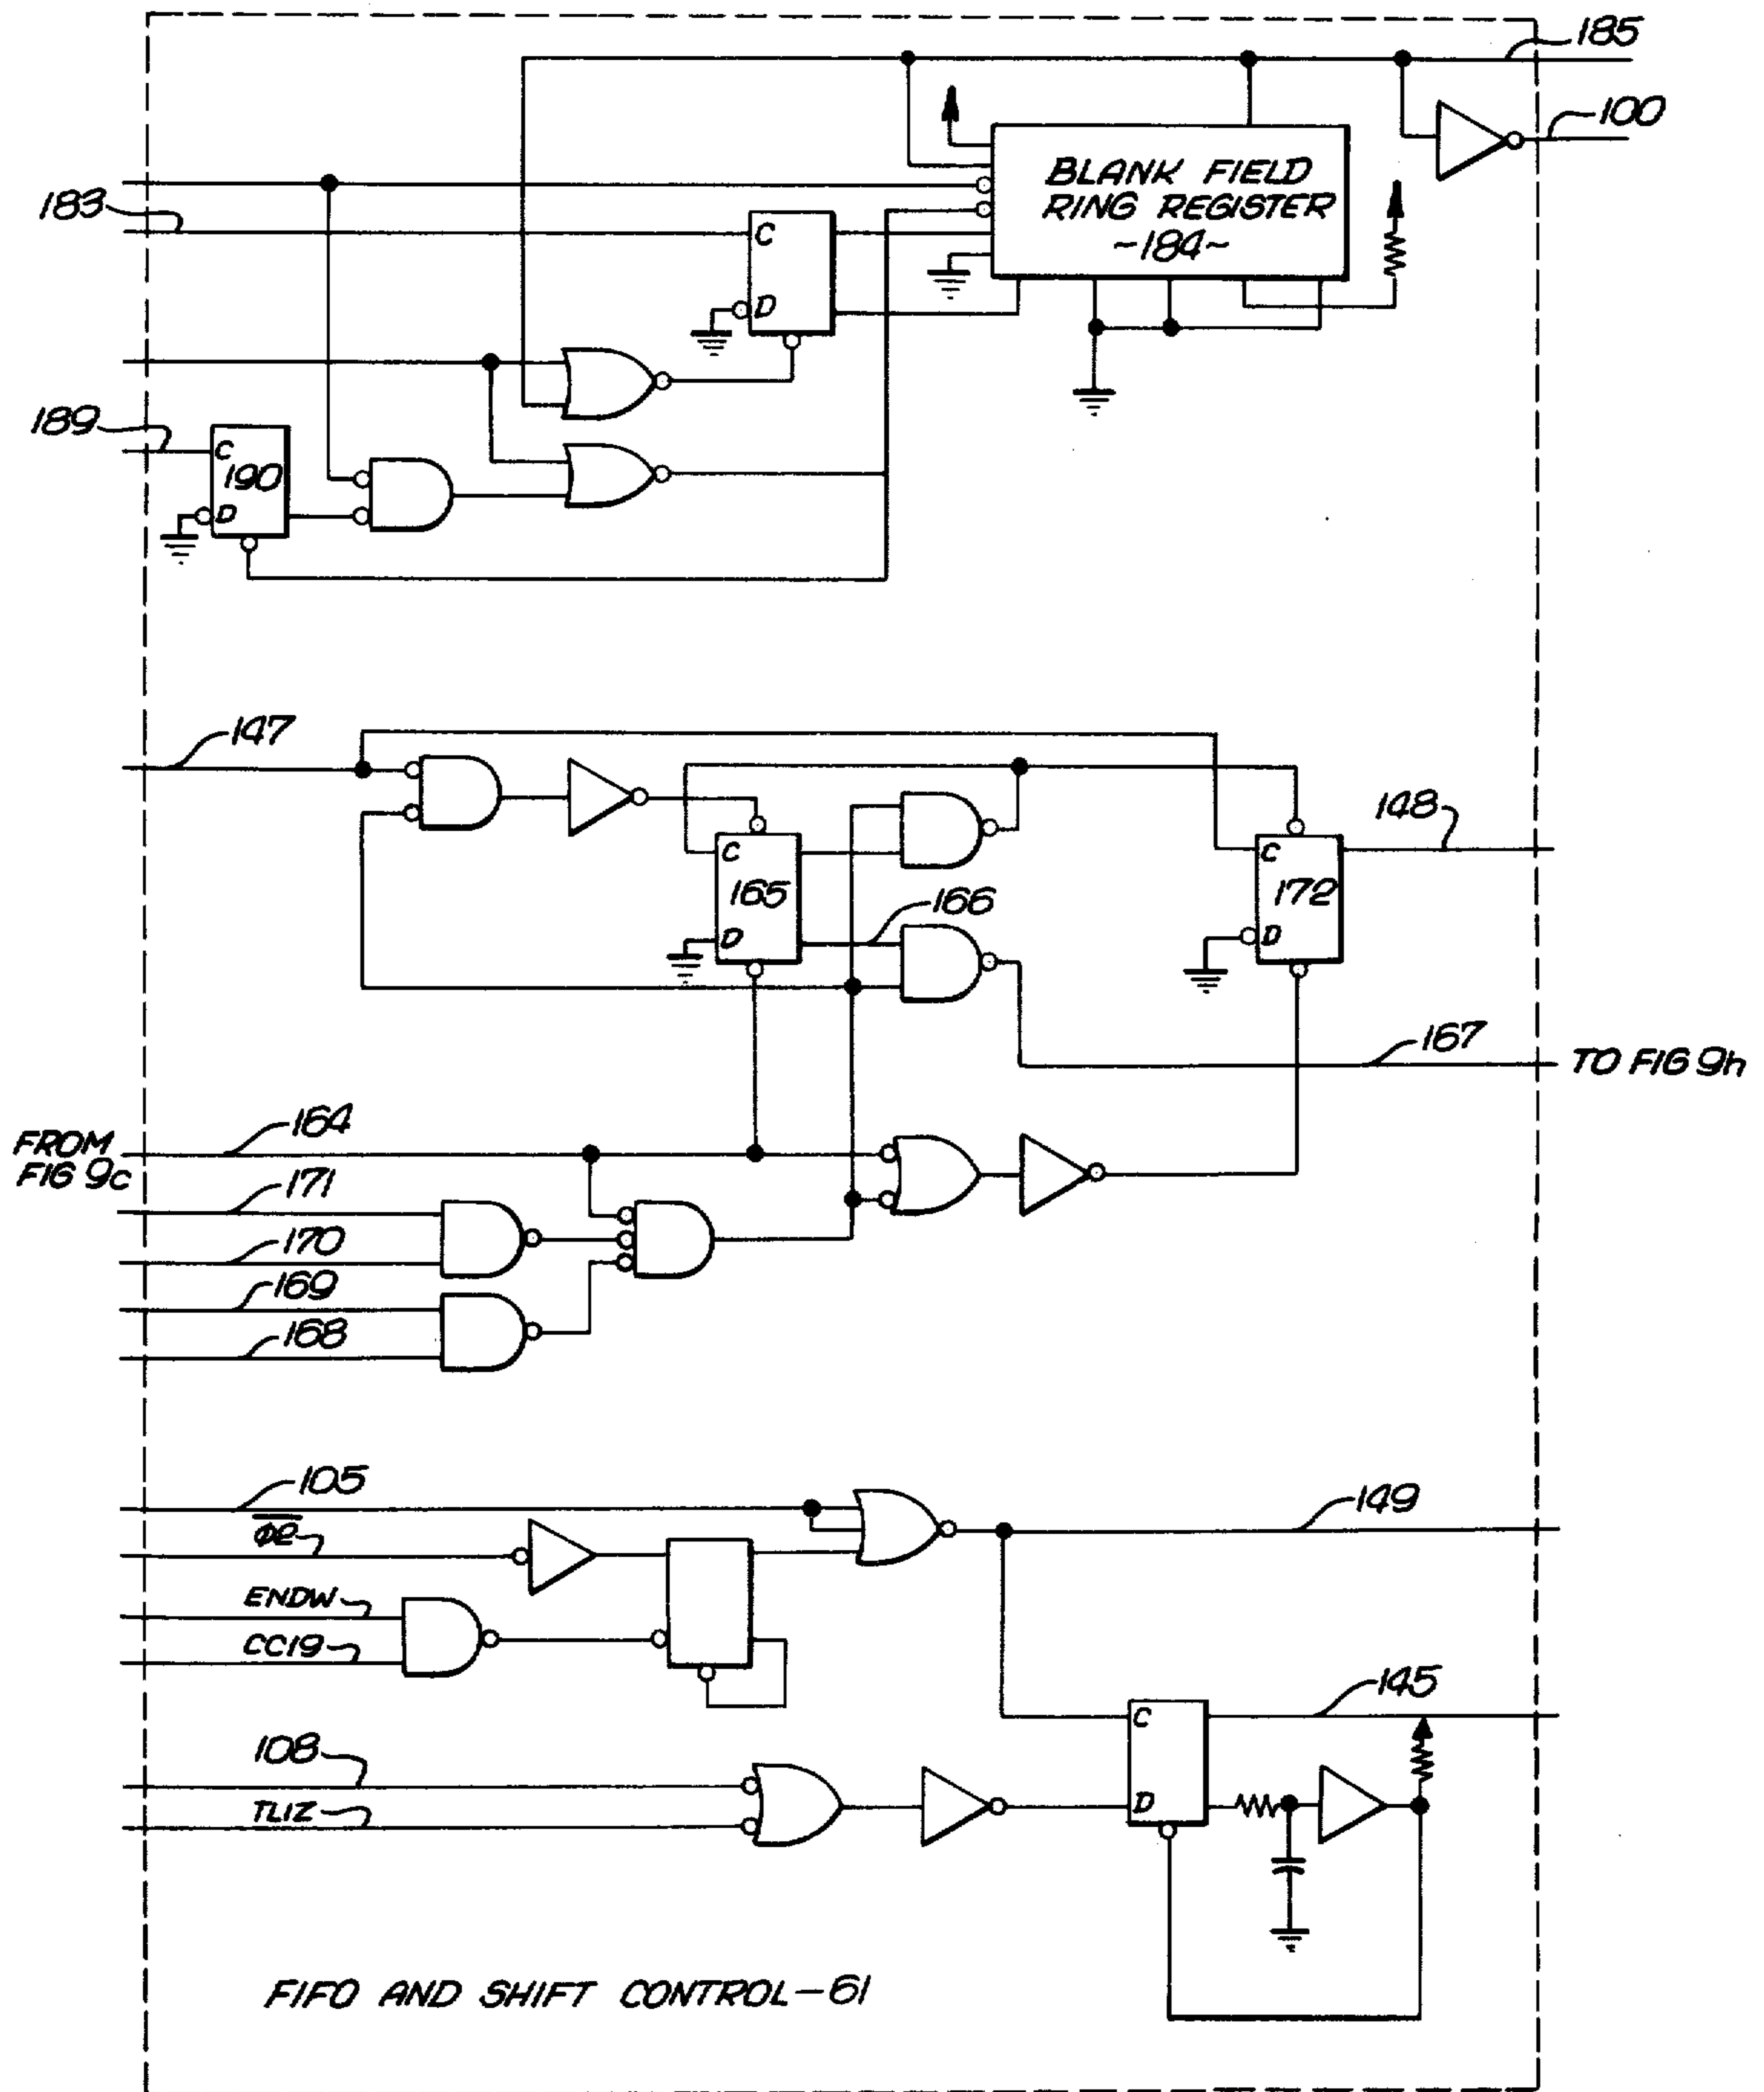 185
100
BLANK FIELD
RING REGISTER
~184~
183
C
D
189
C
190
D
147
148
C
165
D
166
C
172
D
167
TO FIG 9h
164
FROM
FIG 9c
171
170
169
168
105
149
ENDW
CC19
145
C
108
D
TLIZ
FIFO AND SHIFT CONTROL-61